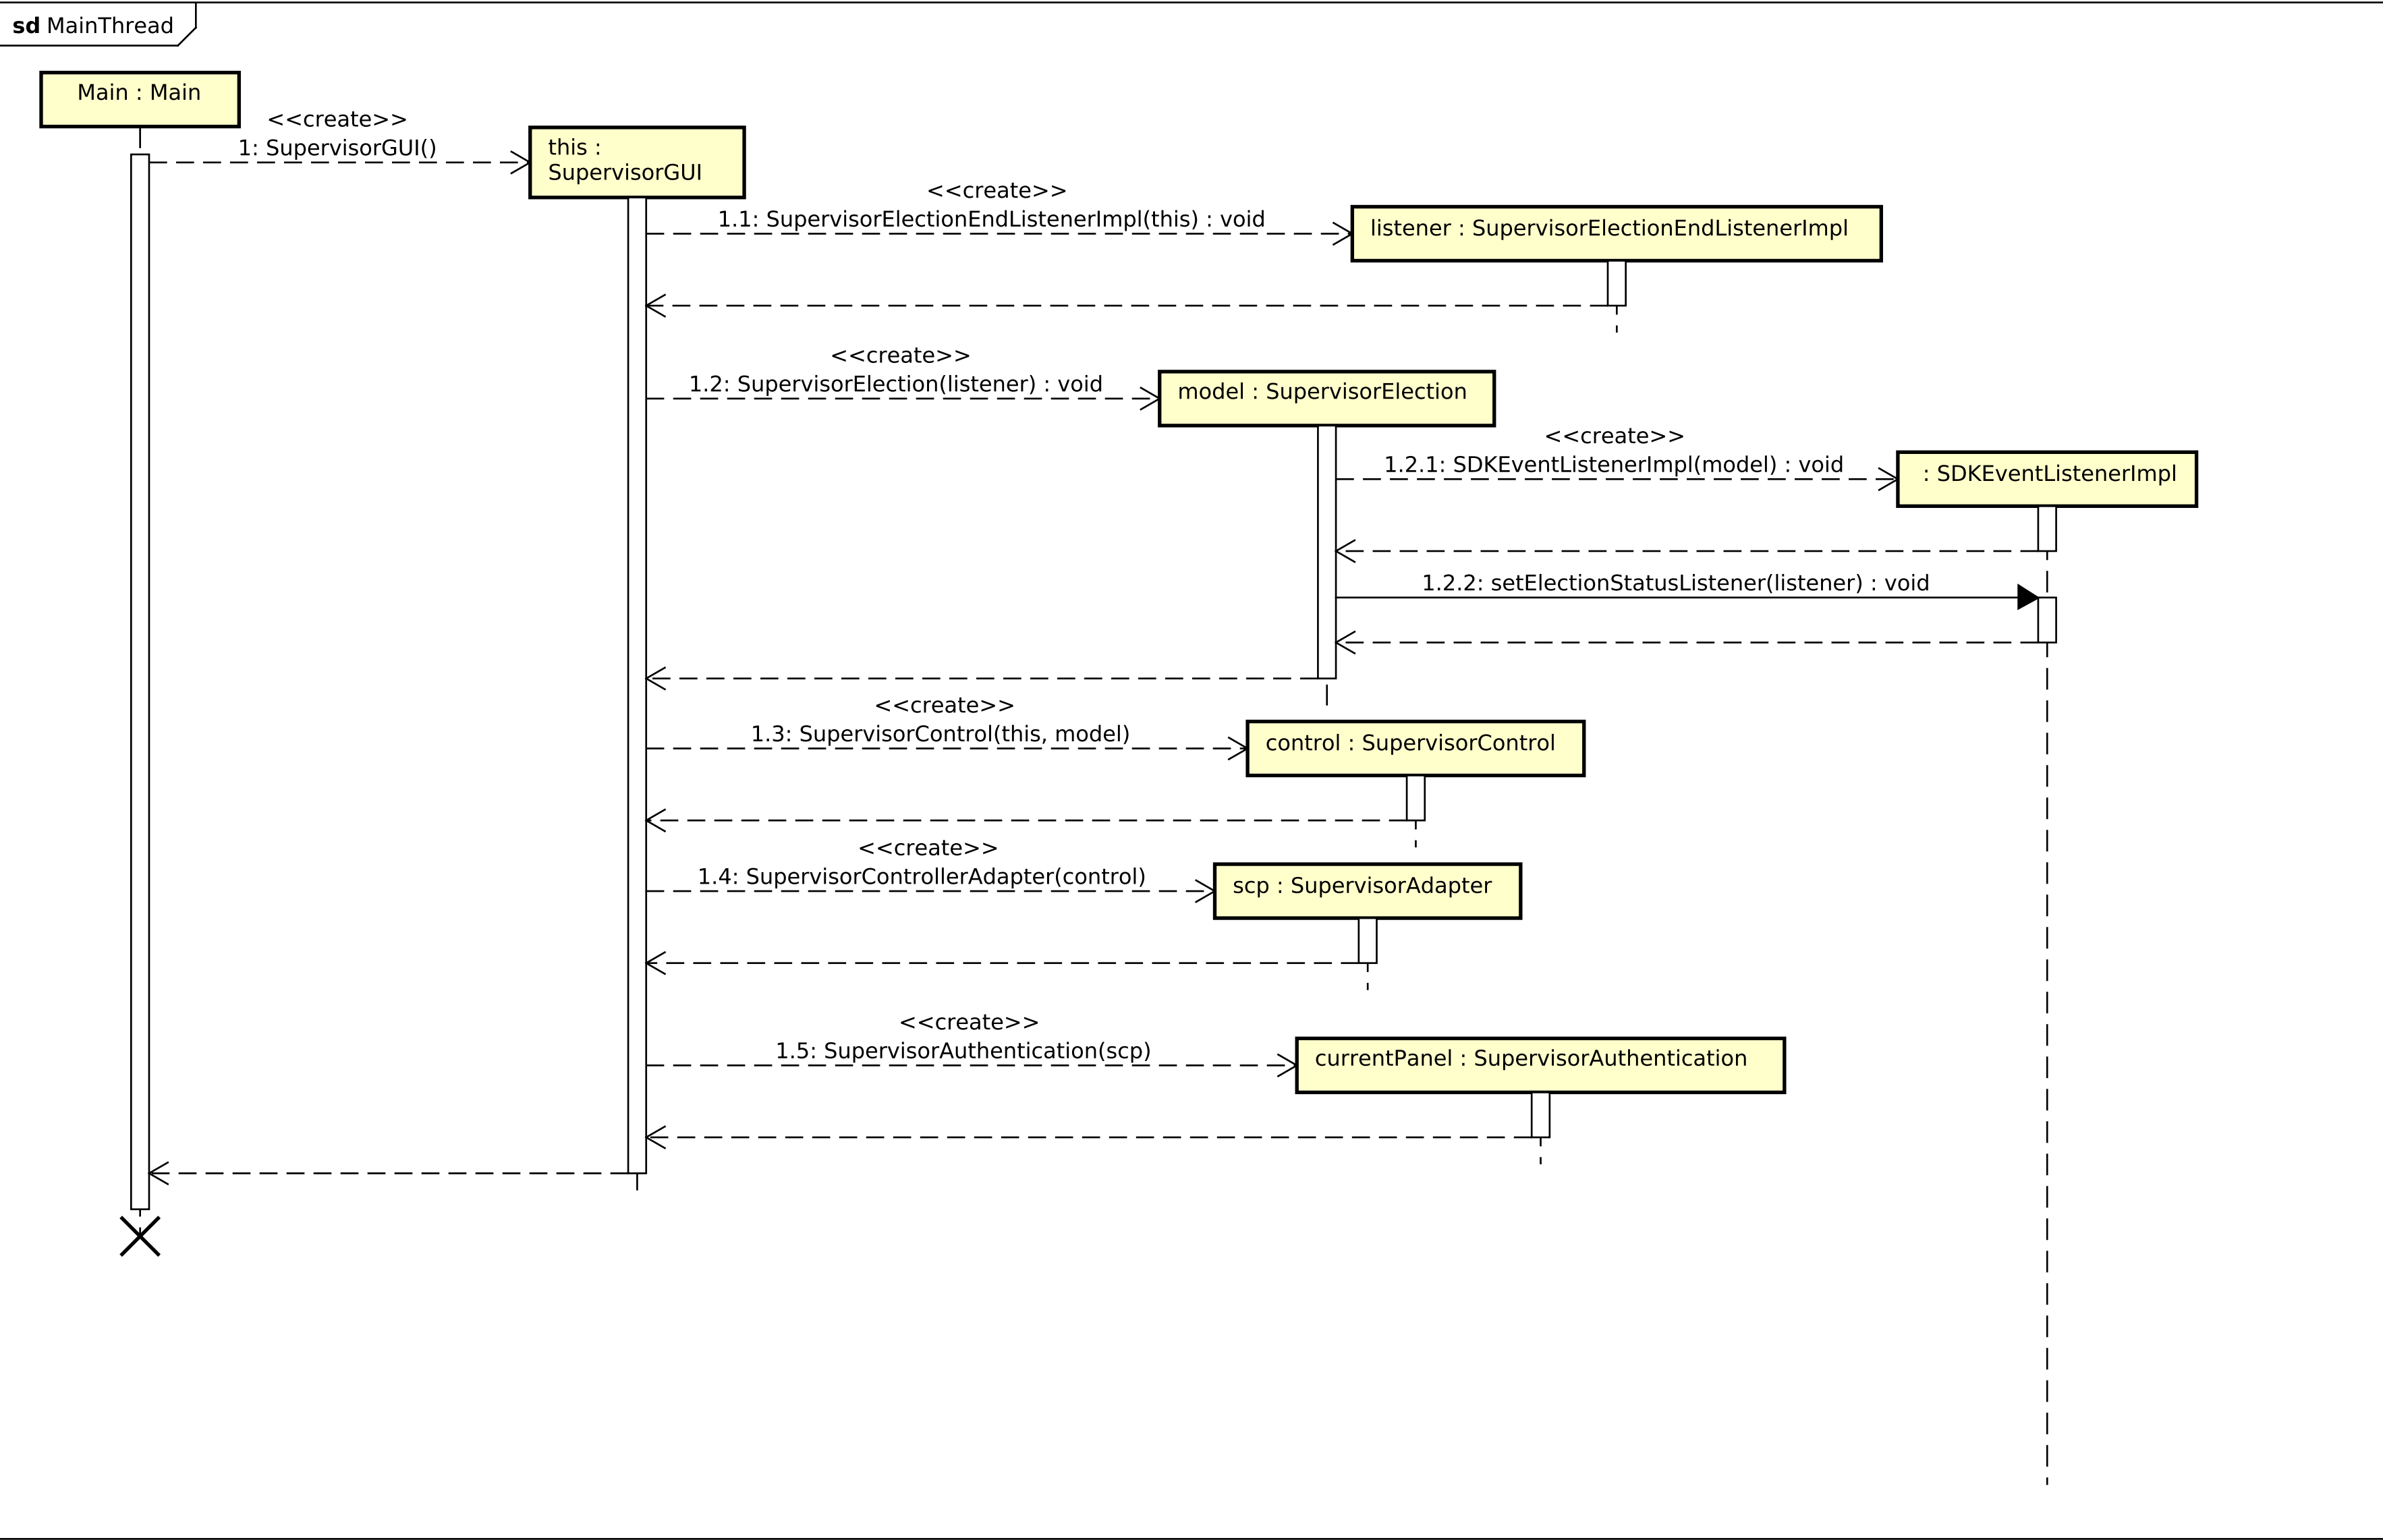 sd MainThread
Main : Main
<<create>>
1: SupervisorGUI()
this :
SupervisorGUI
<<create>>
1.1: SupervisorElectionEndListenerImpl(this) : void
listener : SupervisorElectionEndListenerImpl
<<create>>
1.2: SupervisorElection(listener) : void
model : SupervisorElection
<<create>>
1.2.1: SDKEventListenerImpl(model) : void
: SDKEventListenerImpl
1.2.2: setElectionStatusListener(listener) : void
<<create>>
1.3: SupervisorControl(this, model)
control : SupervisorControl
<<create>>
1.4: SupervisorControllerAdapter(control)
scp : SupervisorAdapter
<<create>>
1.5: SupervisorAuthentication(scp)
currentPanel : SupervisorAuthentication